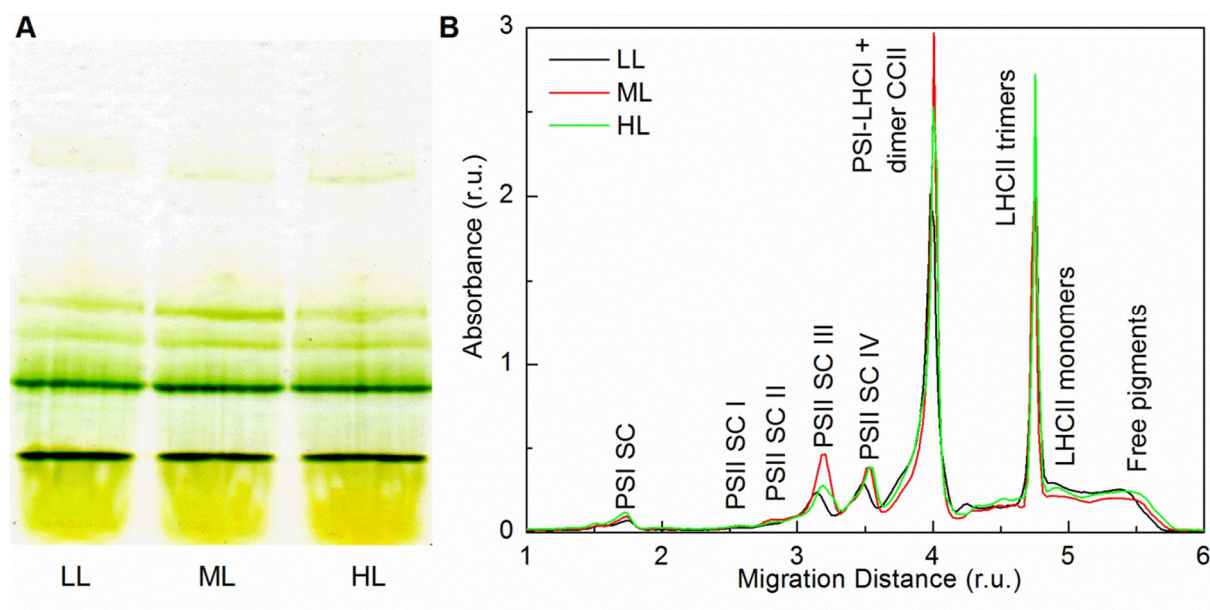 A
LL
ML
HL
B
LL
ML
HL
PSI-LHCI +
dimer CCII
LHCII trimers
PSI SC
PSII SC I
PSII SC II
PSII SC III
PSII SC IV
LHCII monomers
Free pigments
Absorbance (r.u.)
3
2
1
0
1
2
3
4
5
6
Migration Distance (r.u.)